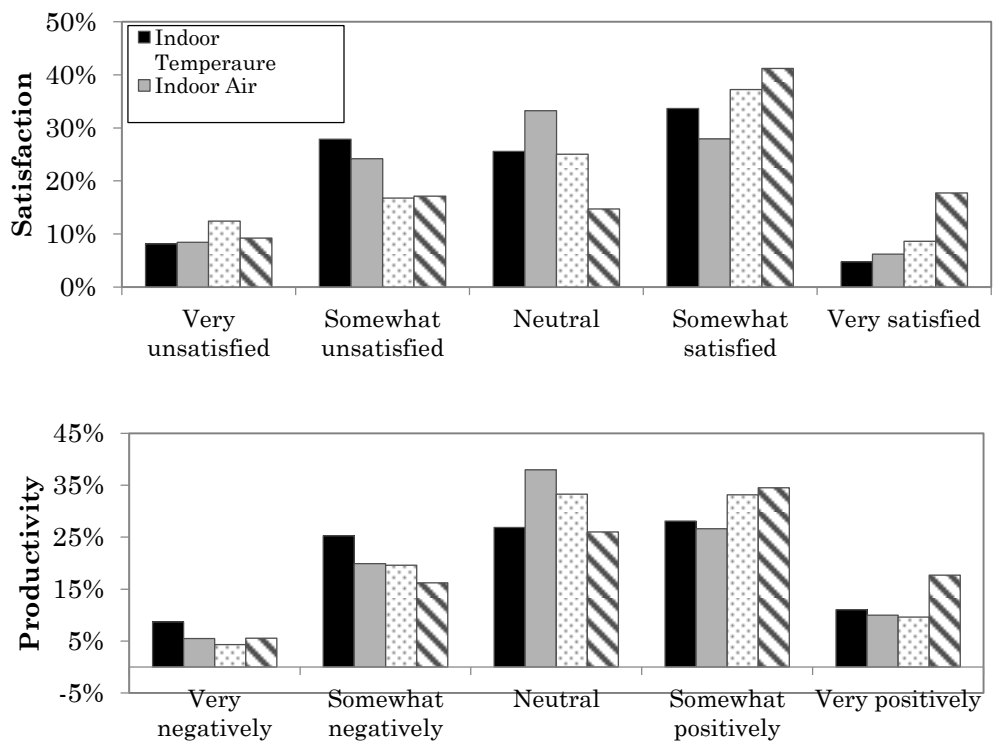 50%
Indoor
Temperaure
Indoor Air
40%
30%
20%
10%
0%
Satisfaction
Very
unsatisfied
Somewhat
unsatisfied
Neutral
Somewhat
satisfied
Very satisfied
45%
35%
25%
15%
5%
-5%
Productivity
Very
negatively
Somewhat
negatively
Neutral
Somewhat
positively
Very positively